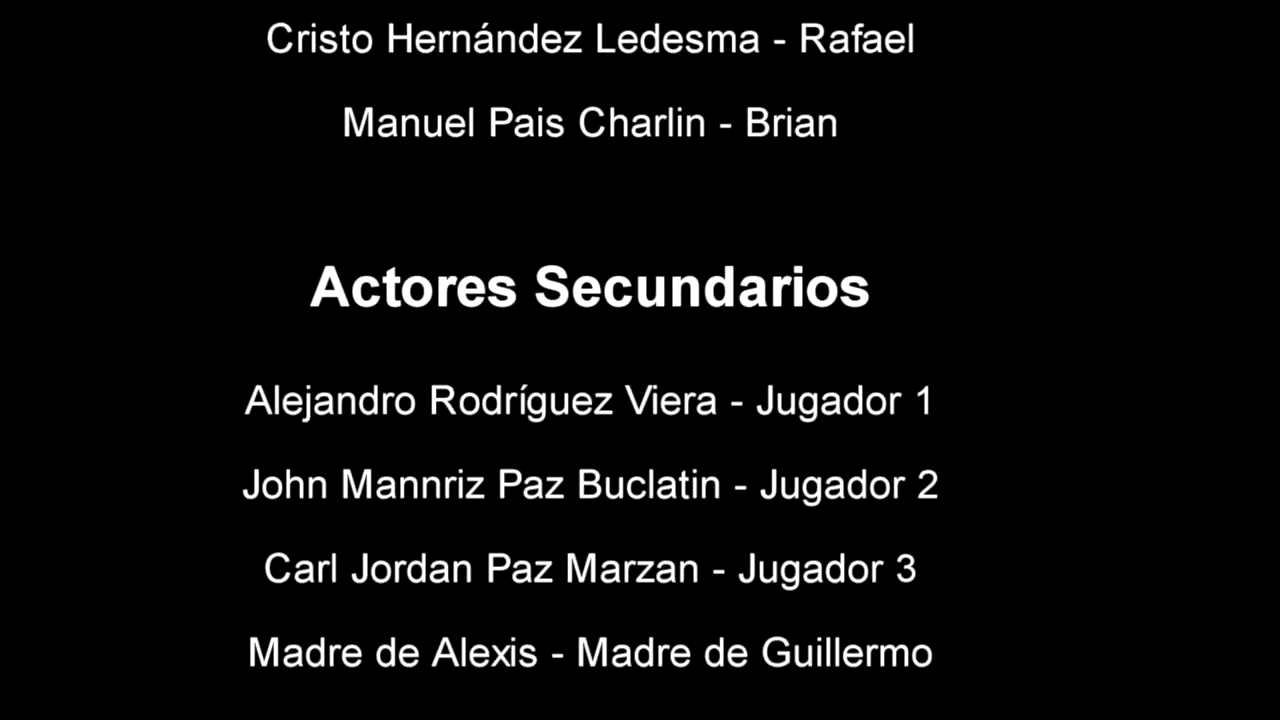 Cristo Hernández Ledesma - Rafael
Manuel Pais Charlin - Brian
Actores Secundarios
Alejandro Rodríguez Viera - Jugador 1
John Mannriz Paz Buclatin - Jugador 2
Carl Jordan Paz Marzan - Jugador 3
Madre de Alexis - Madre de Guillermo